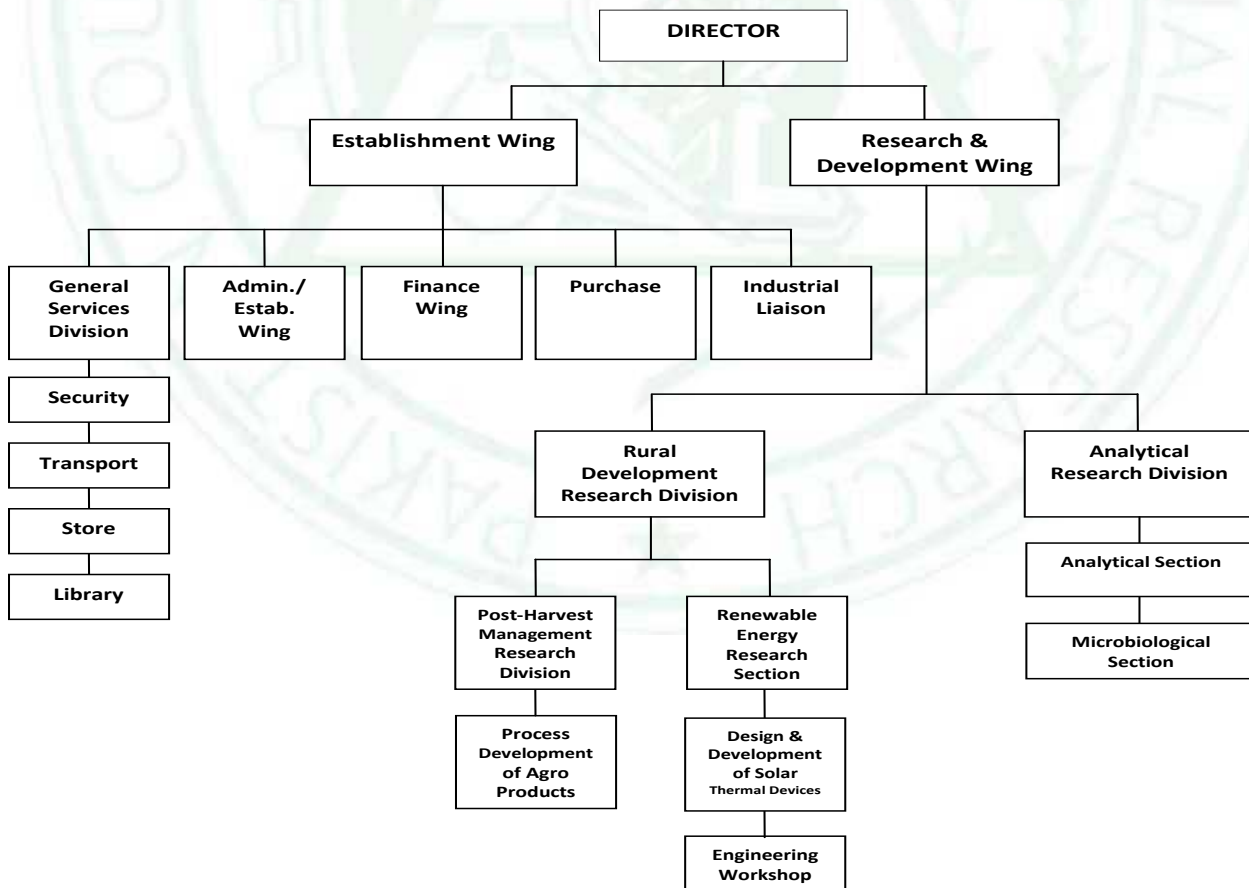 DIRECTOR
Establishment Wing
Research &
Development Wing
General
Services
Division
Admin./
Estab.
Wing
Finance
Wing
Purchase
Industrial
Liaison
Security
Transport
Store
Library
Rural
Development
Research Division
Analytical
Research Division
Analytical Section
Microbiological
Section
Post-Harvest
Management
Research
Division
Renewable
Energy
Research
Section
Process
Development
of Agro
Products
Design &
Development
of Solar
Thermal Devices
Engineering
Workshop
RESEARCH
PAKIST